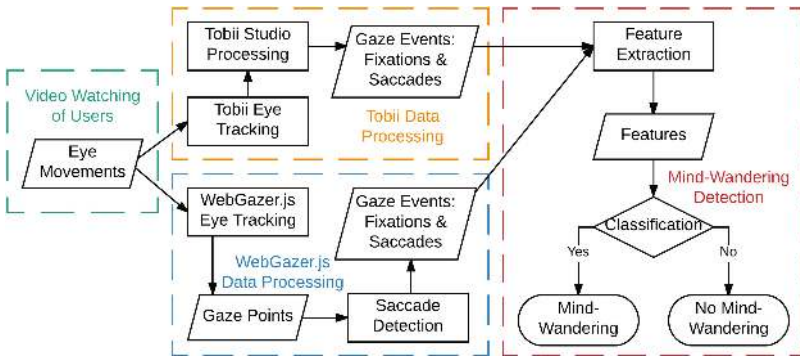 Video Watching
of Users
Eye
Movements
Tobii Studio
Processing
Tobii Eye
Tracking
Gaze Events:
Fixations &
Saccades
Tobii Data
Processing
WebGazer.js
Eye Tracking
Gaze Events:
Fixations &
Saccades
WebGazer.js
Data Processing
Gaze Points
Saccade
Detection
Feature
Extraction
Features
Mind-Wandering
Detection
Classification
Yes
No
Mind-
Wandering
No Mind-
Wandering